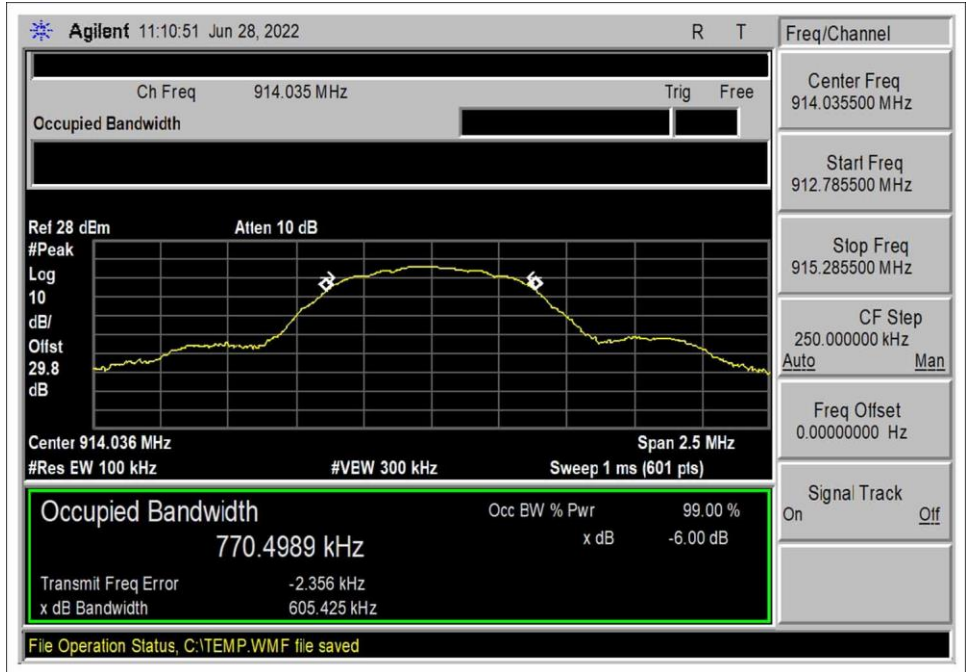 Agilent 11:10:51 Jun 28, 2022 R T
Freq/Channel
Ch Freq 914.035 MHz Trig Free
Occupied Bandwidth
Center Freq
914.035500 MHz
Start Freq
912.785500 MHz
Stop Freq
915.285500 MHz
CF Step
250.000000 kHz
Auto Man
Freq Offset
0.00000000 Hz
Signal Track
On Off
Ref 28 dBm Atten 10 dB
#Peak
Log
10
dB/
Offst
29.8
dB
Center 914.036 MHz Span 2.5 MHz
#Res BW 100 kHz #VBW 300 kHz Sweep 1 ms (601 pts)
Occupied Bandwidth Occ BW % Pwr 99.00 %
770.4989 kHz x dB -6.00 dB
Transmit Freq Error -2.356 kHz
x dB Bandwidth 605.425 kHz
File Operation Status, C:\TEMP.WMF file saved